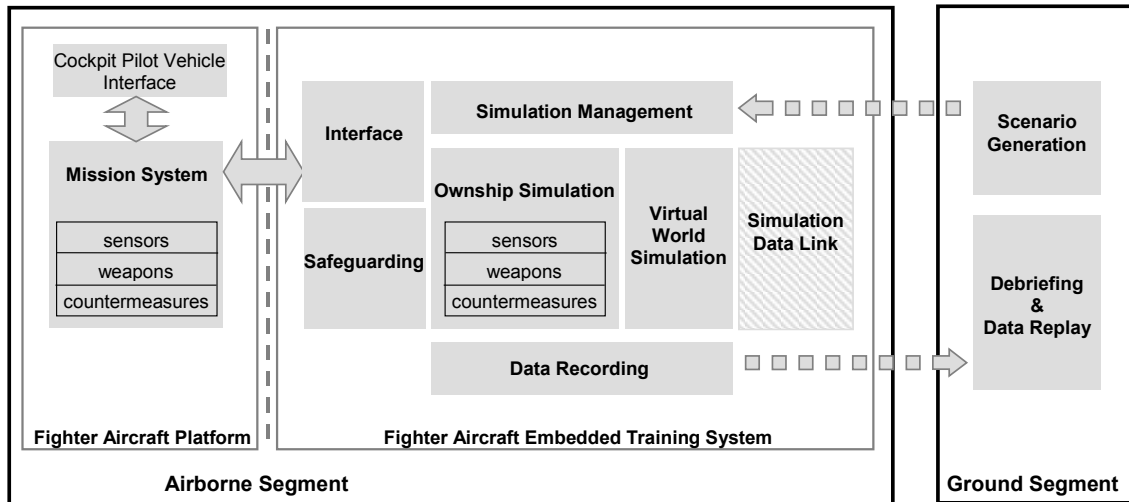 Cockpit Pilot Vehicle
Interface
Mission System
sensors
weapons
countermeasures
Fighter Aircraft Platform
Interface
Safeguarding
Simulation Management
Ownship Simulation
sensors
weapons
countermeasures
Virtual
World
Simulation
Simulation
Data Link
Data Recording
Fighter Aircraft Embedded Training System
Airborne Segment
Scenario
Generation
Debriefing
&
Data Replay
Ground Segment